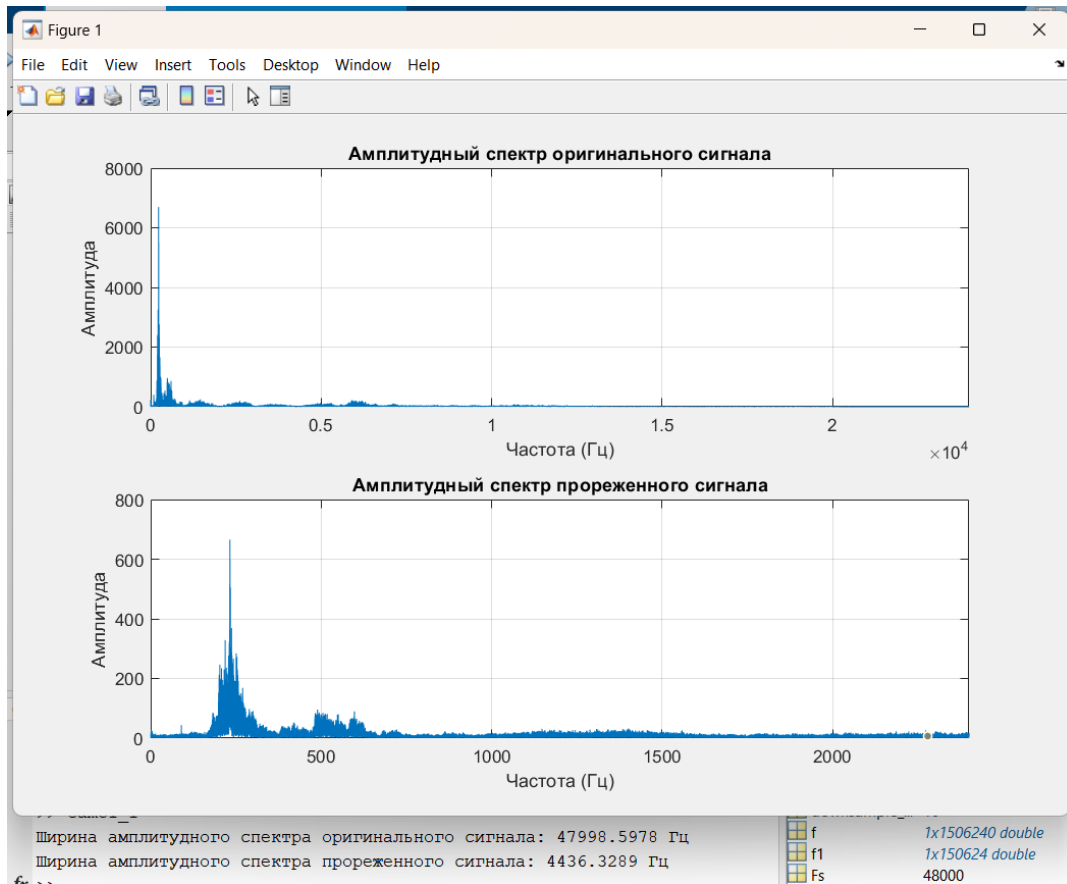 Figure 1
File Edit View Insert Tools Desktop Window Help
Амплитудный спектр оригинального сигнала
8000
6000
4000
2000
0
Амплитуда
0 0.5 1 1.5 2
×10^4
Частота (Гц)
Амплитудный спектр прореженного сигнала
800
600
400
200
0
Амплитуда
0 500 1000 1500 2000
Частота (Гц)
Ширина амплитудного спектра оригинального сигнала: 47998.5978 Гц
Ширина амплитудного спектра прореженного сигнала: 4436.3289 Гц
fx >>
f 1x1506240 double
f1 1x150624 double
Fs 48000